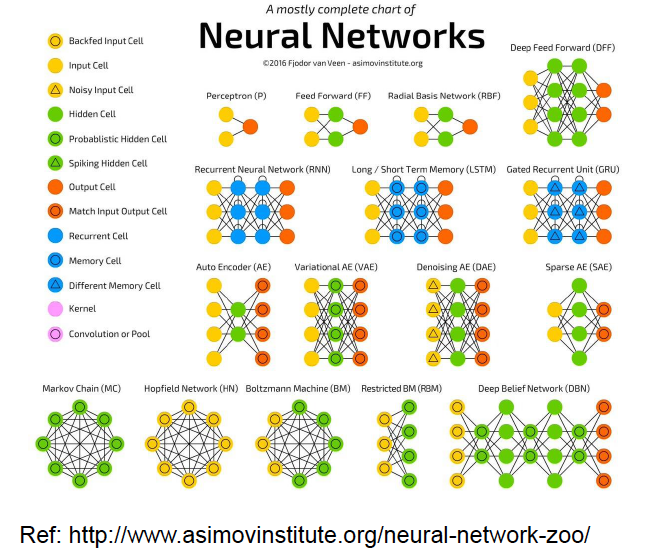 A mostly complete chart of
Neural Networks
©2016 Fjodor van Veen - asimovinstitute.org
Backfed Input Cell
Input Cell
Noisy Input Cell
Hidden Cell
Probablistic Hidden Cell
Spiking Hidden Cell
Output Cell
Match Input Output Cell
Recurrent Cell
Memory Cell
Different Memory Cell
Kernel
Convolution or Pool
Deep Feed Forward (DFF)
Perceptron (P)
Feed Forward (FF)
Radial Basis Network (RBF)
Recurrent Neural Network (RNN)
Long / Short Term Memory (LSTM)
Gated Recurrent Unit (GRU)
Auto Encoder (AE)
Variational AE (VAE)
Denoising AE (DAE)
Sparse AE (SAE)
Markov Chain (MC)
Hopfield Network (HN)
Boltzmann Machine (BM)
Restricted BM (RBM)
Deep Belief Network (DBN)
Ref: http://www.asimovinstitute.org/neural-network-zoo/